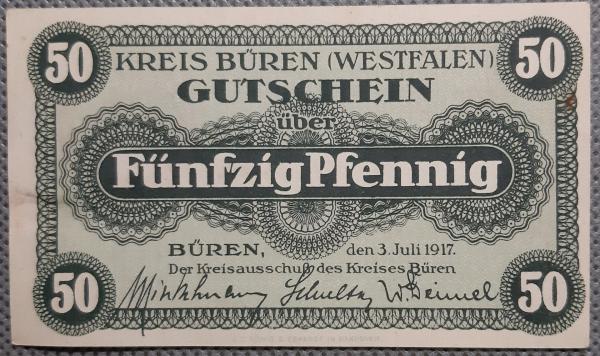 50 KREIS BÜREN (WESTFALEN) 50
GUTSCHEIN
über
Fünfzig Pfennig
BÜREN, den 3. Juli 1917.
Der Kreisausschuß des Kreises Büren
50 50